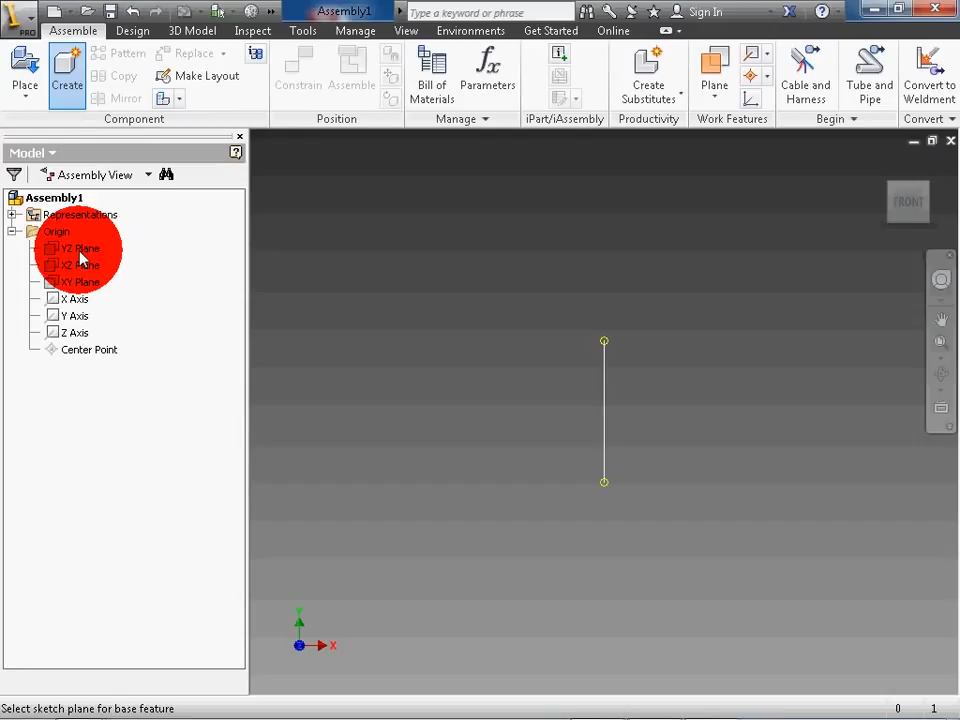 PRO
Assembly1
Type a keyword or phrase
Sign In
Assemble Design 3D Model Inspect Tools Manage View Environments Get Started Online
Place
Create
Pattern
Copy
Mirror
Replace
Make Layout
Component
Constrain
Assemble
Position
Bill of Materials
fx
Parameters
Manage
iPart/iAssembly
Create Substitutes
Productivity
Plane
Work Features
Cable and Harness
Tube and Pipe
Begin
Convert to Weldment
Convert
Model
Assembly View
Assembly1
Representations
Origin
YZ Plane
XZ Plane
XY Plane
X Axis
Y Axis
Z Axis
Center Point
FRONT
Y
X
Select sketch plane for base feature
0 1